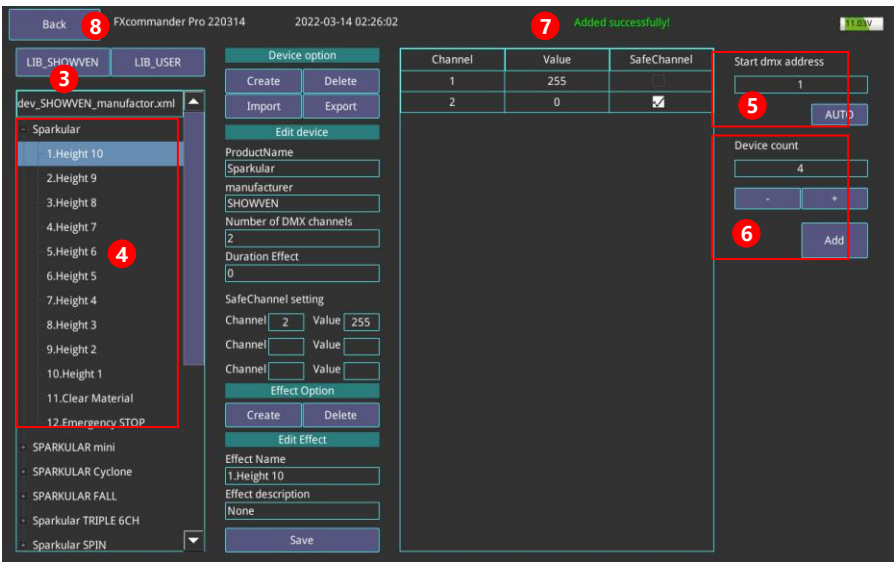 Back
8
FXcommander Pro 220314
2022-03-14 02:26:02
7
Added successfully!
11.03V
LIB_SHOWVEN
LIB_USER
3
dev_SHOWVEN_manufactor.xml
Sparkular
1.Height 10
2.Height 9
3.Height 8
4.Height 7
5.Height 6
4
6.Height 5
7.Height 4
8.Height 3
9.Height 2
10.Height 1
11.Clear Material
12.Emergency STOP
SPARKULAR mini
SPARKULAR Cyclone
SPARKULAR FALL
Sparkular TRIPLE 6CH
Sparkular SPIN
Device option
Create Delete
Import Export
Edit device
ProductName
Sparkular
manufacturer
SHOWVEN
Number of DMX channels
2
Duration Effect
0
SafeChannel setting
Channel 2 Value 255
Channel Value
Channel Value
Effect Option
Create Delete
Edit Effect
Effect Name
1.Height 10
Effect description
None
Save
Channel Value SafeChannel
1 255
2 0
Start dmx address
1
5
AUTO
Device count
4
- +
6
Add